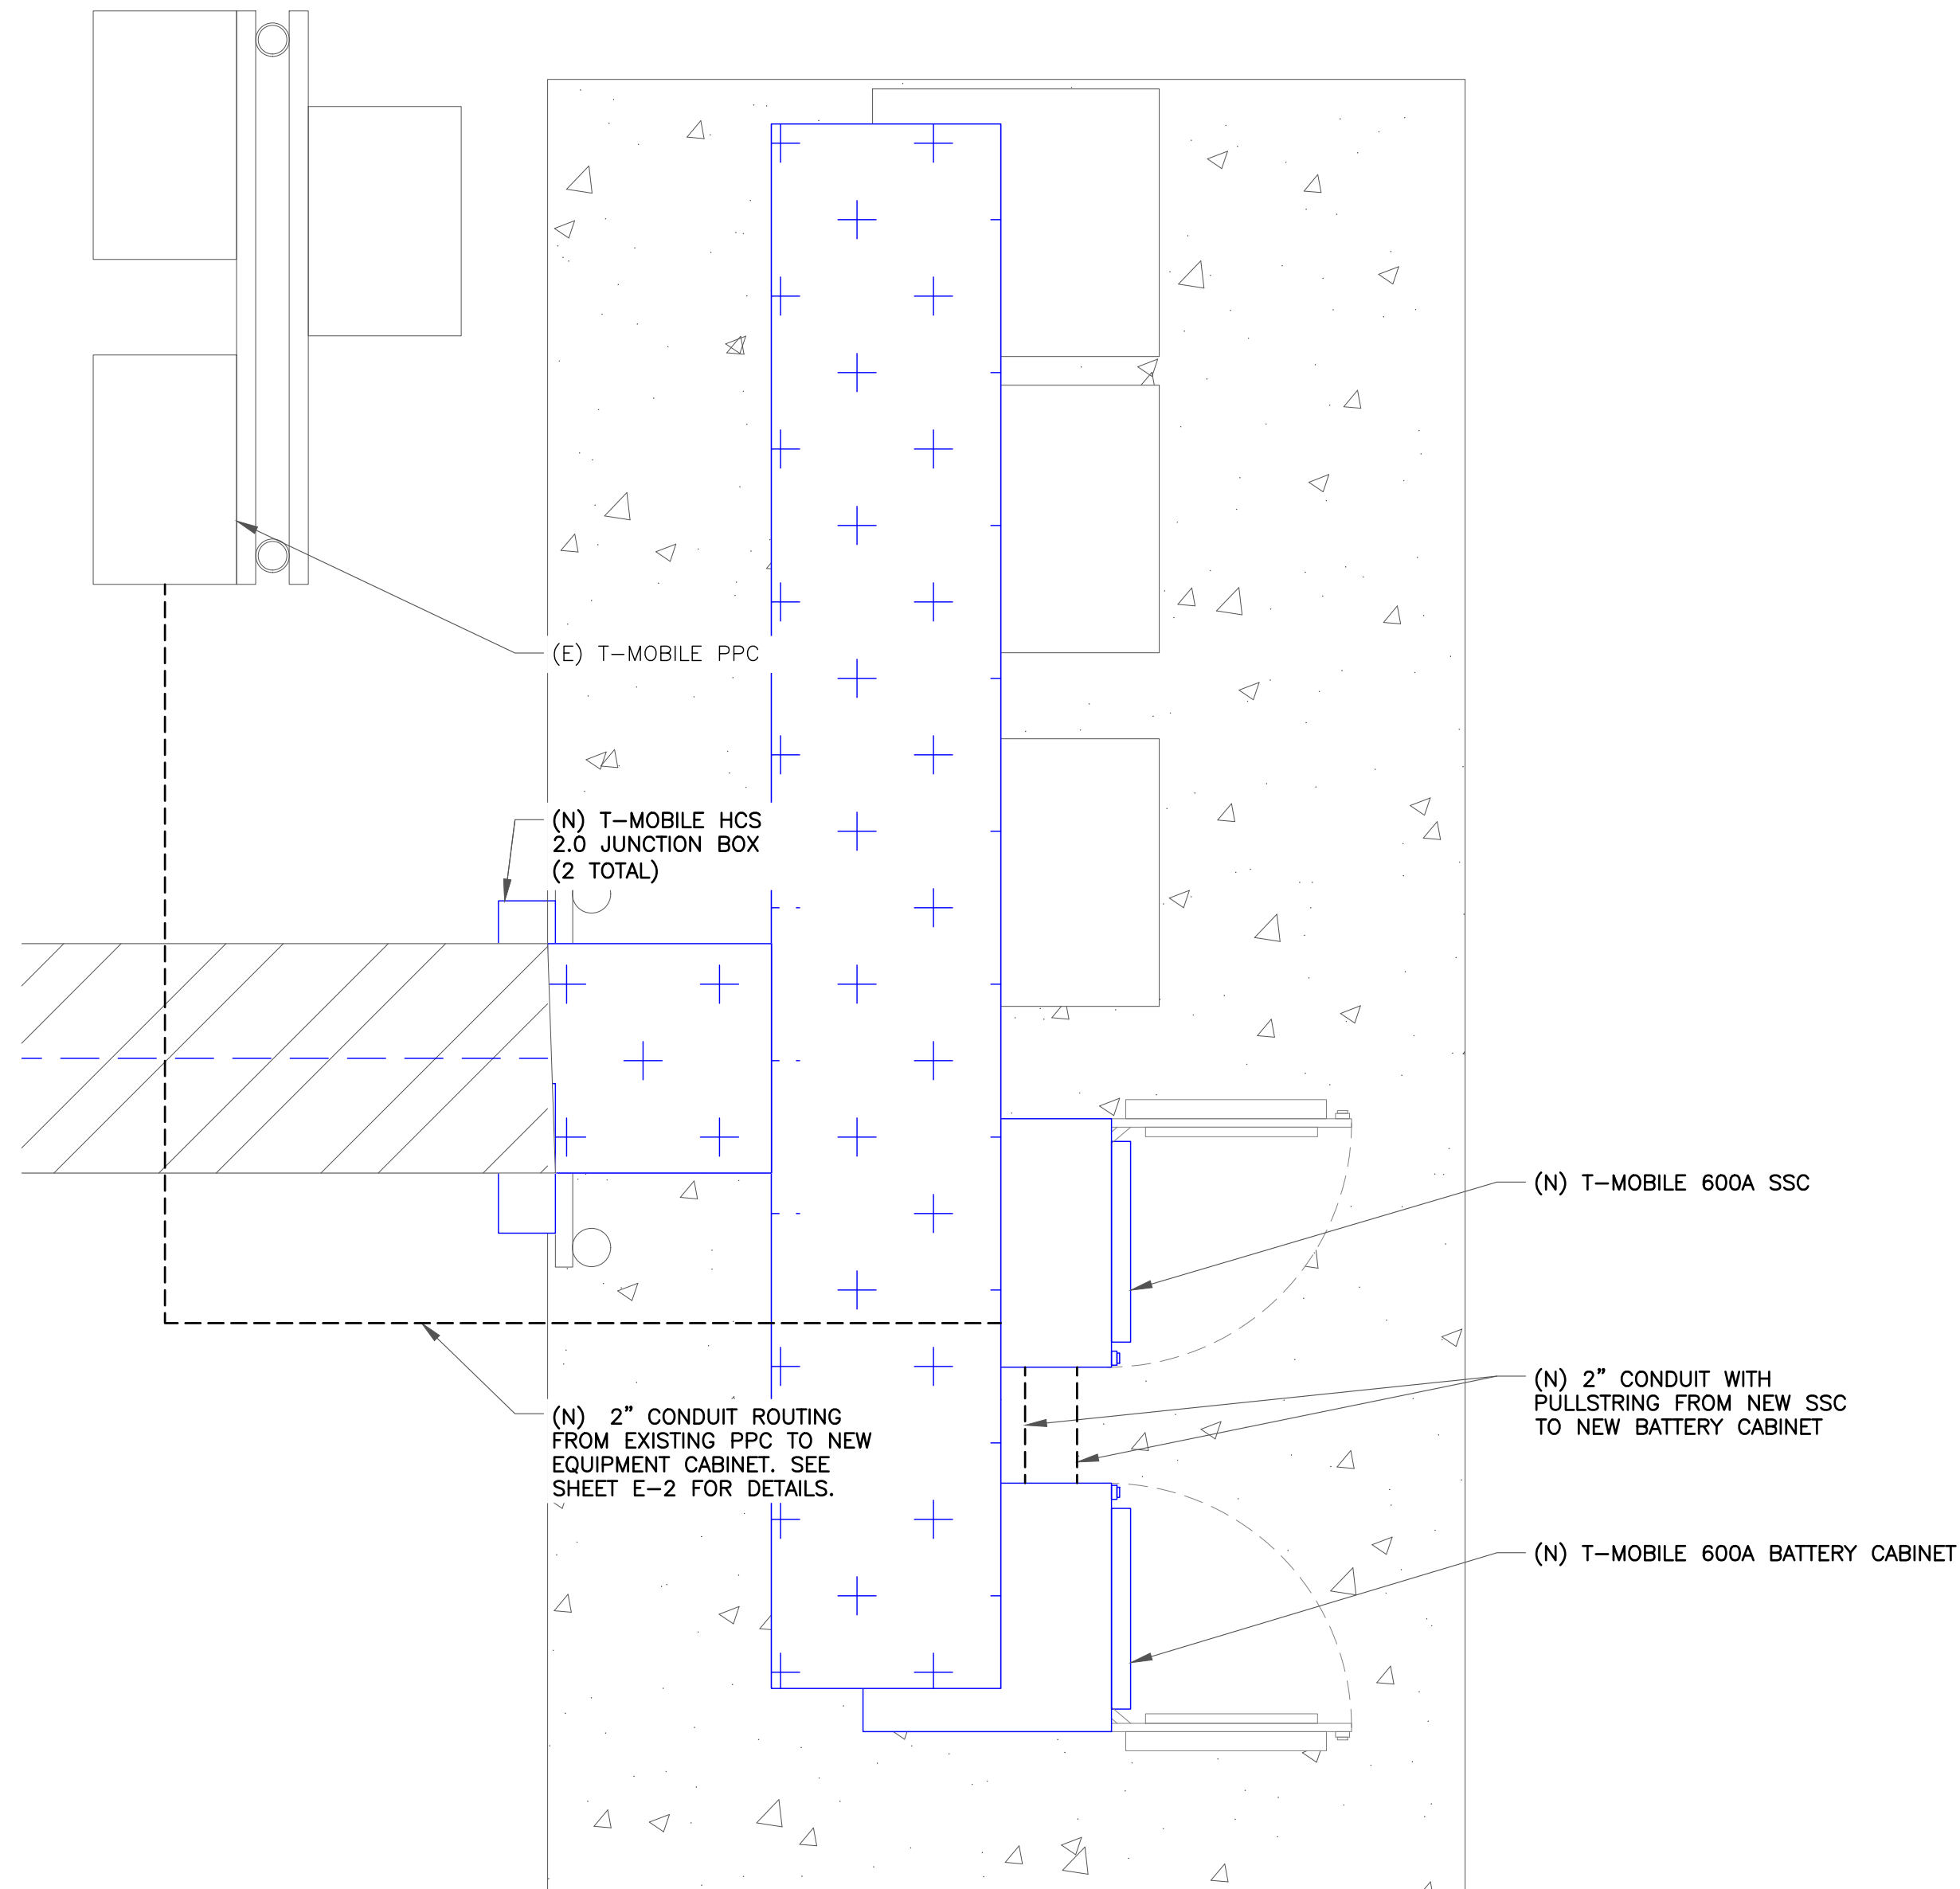 (E) T-MOBILE PPC
(N) T-MOBILE HCS
2.0 JUNCTION BOX
(2 TOTAL)
(N) T-MOBILE 600A SSC
(N) 2" CONDUIT WITH
PULLSTRING FROM NEW SSC
TO NEW BATTERY CABINET
(N) 2" CONDUIT ROUTING
FROM EXISTING PPC TO NEW
EQUIPMENT CABINET. SEE
SHEET E-2 FOR DETAILS.
(N) T-MOBILE 600A BATTERY CABINET